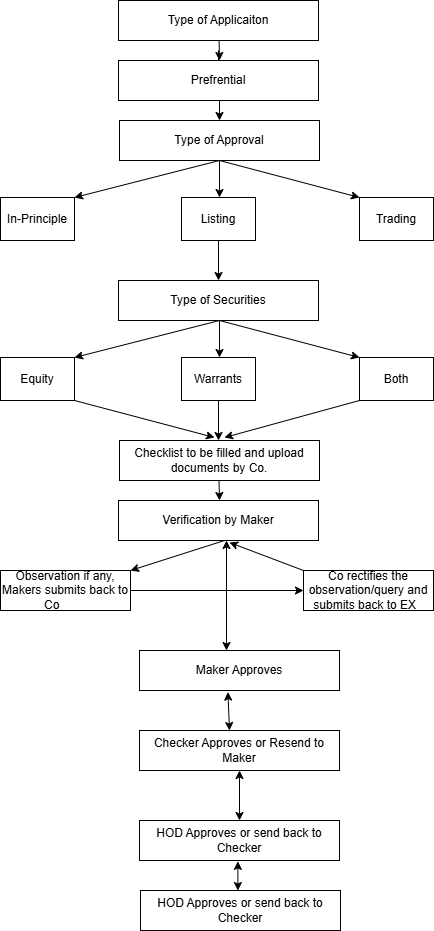 Type of Applicaiton
Prefrential
Type of Approval
In-Principle
Listing
Trading
Type of Securities
Equity
Warrants
Both
Checklist to be filled and upload
documents by Co.
Verification by Maker
Observation if any,
Makers submits back to
Co
Co rectifies the
observation/query and
submits back to EX
Maker Approves
Checker Approves or Resend to
Maker
HOD Approves or send back to
Checker
HOD Approves or send back to
Checker